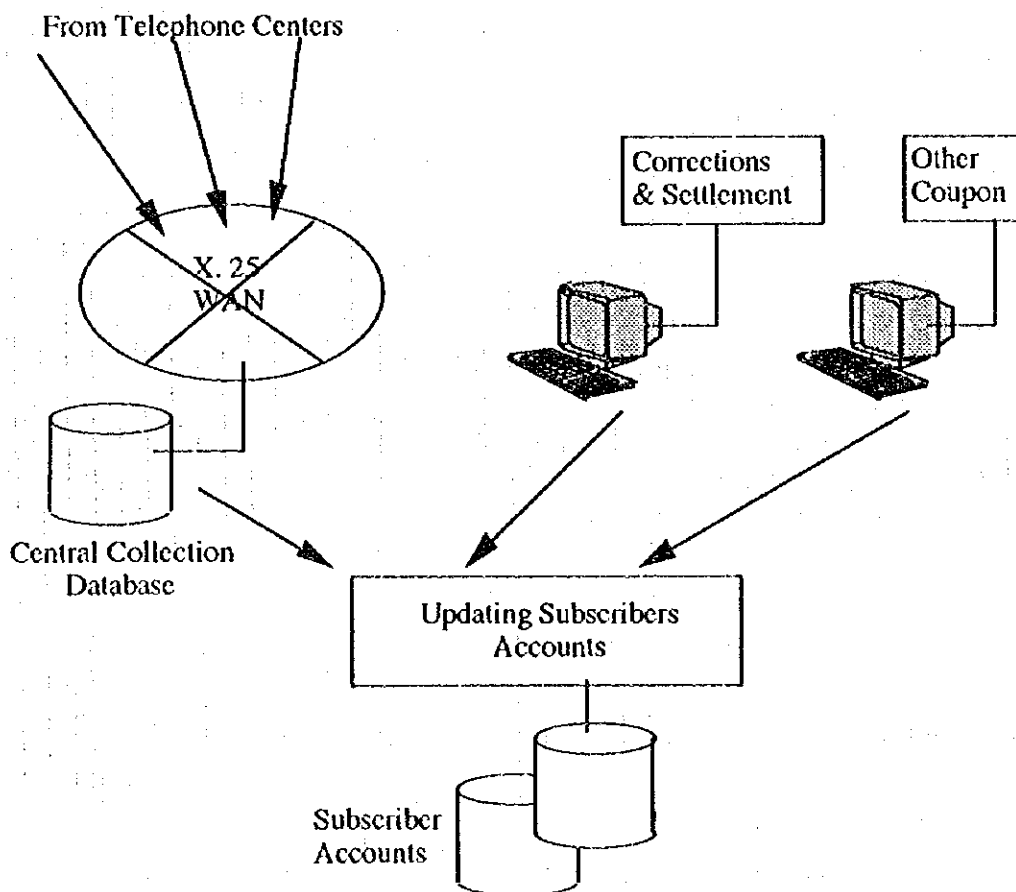 From Telephone Centers
Corrections
& Settlement
Other
Coupon
X. 25
WAN
Central Collection
Database
Updating Subscribers
Accounts
Subscriber
Accounts